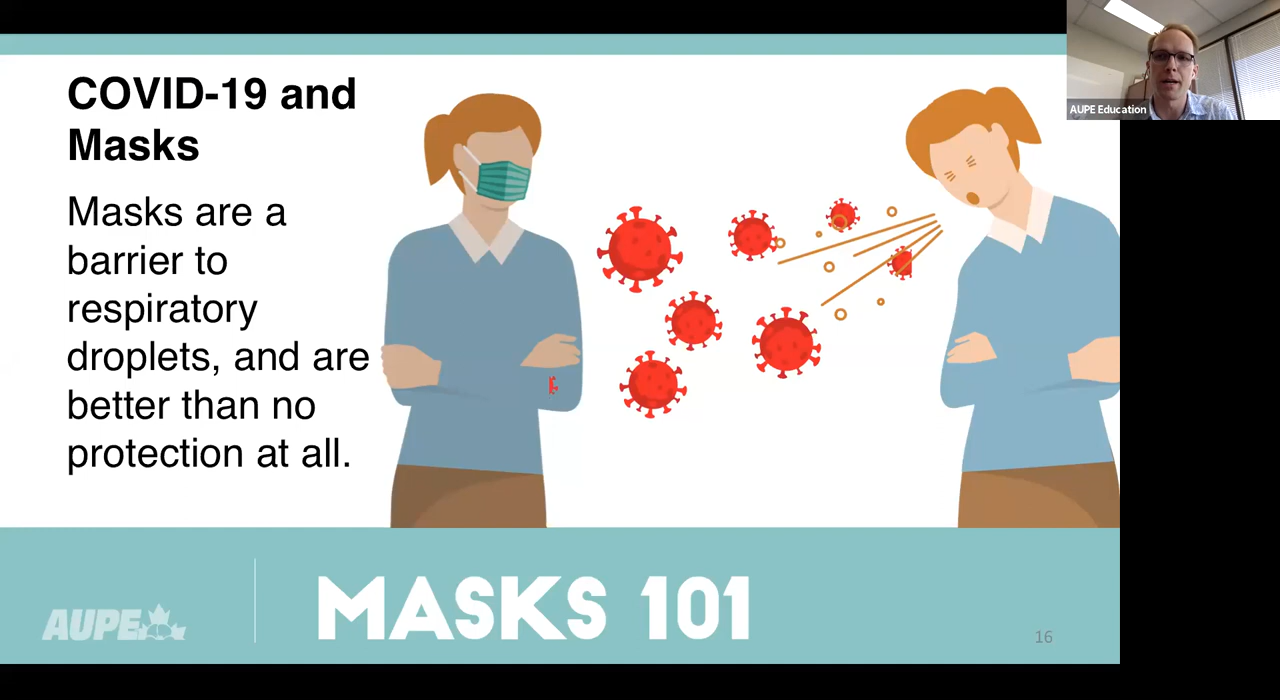 COVID-19 and
Masks
Masks are a
barrier to
respiratory
droplets, and are
better than no
protection at all.
AUPE Education
AUPE
MASKS 101
16